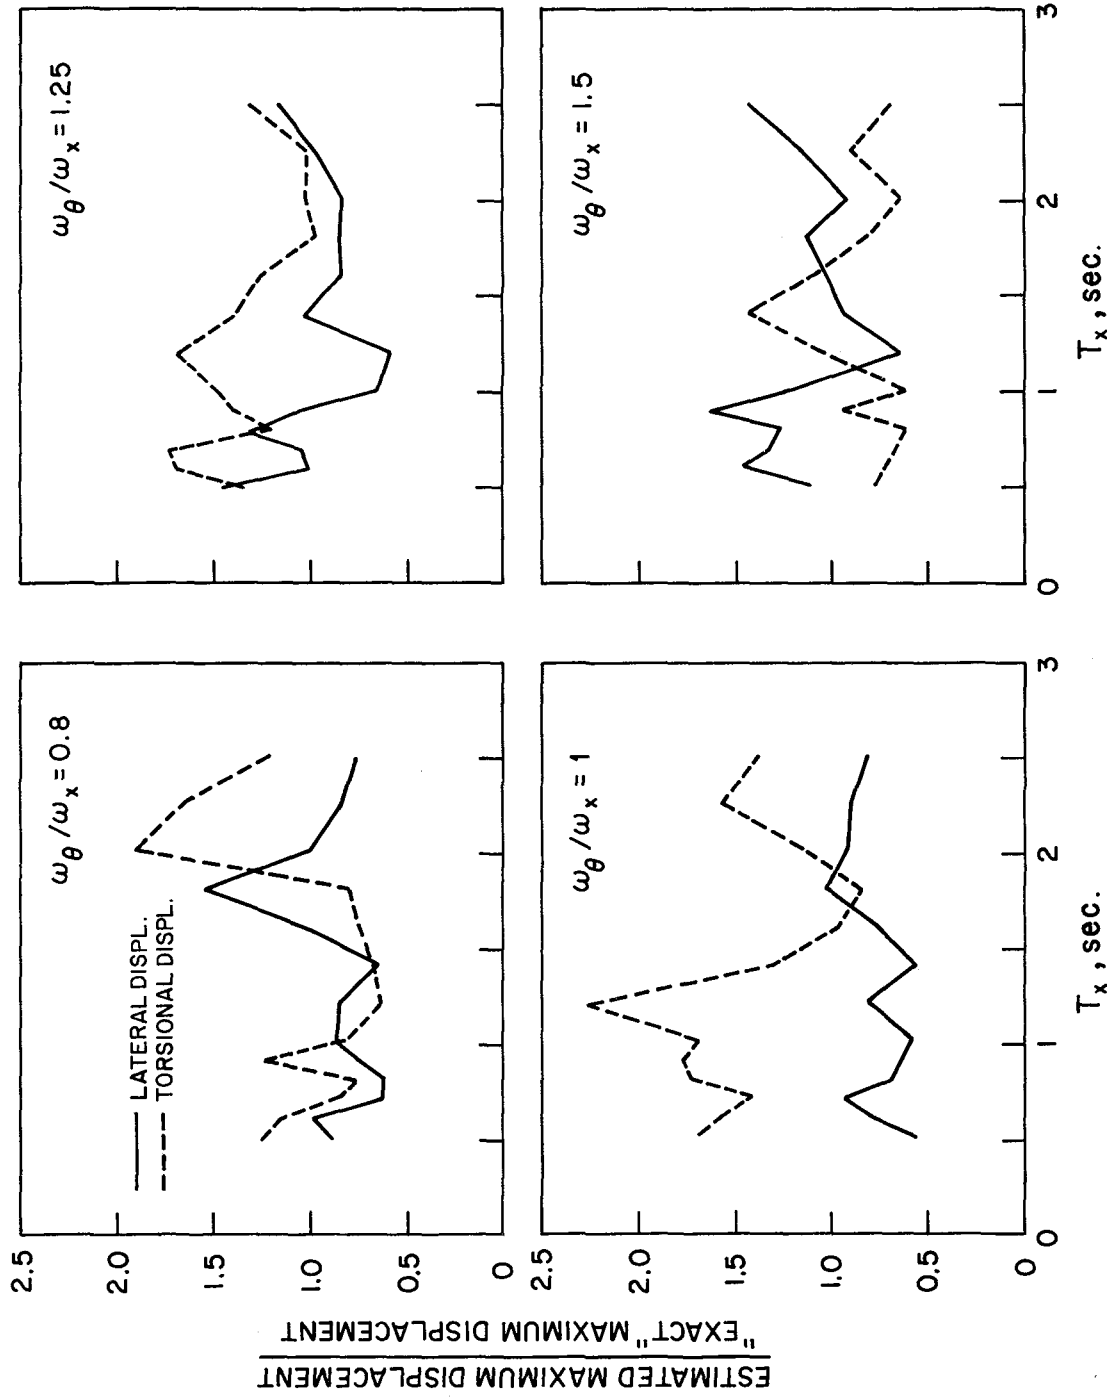 ESTIMATED MAXIMUM DISPLACEMENT
"EXACT" MAXIMUM DISPLACEMENT
ω_θ/ω_x = 0.8
LATERAL DISPL.
TORSIONAL DISPL.
2.5
2.0
1.5
1.0
0.5
0
ω_θ/ω_x = 1.25
ω_θ/ω_x = 1
2.5
2.0
1.5
1.0
0.5
0
0 1 2 3
T_x, sec.
ω_θ/ω_x = 1.5
0 1 2 3
T_x, sec.